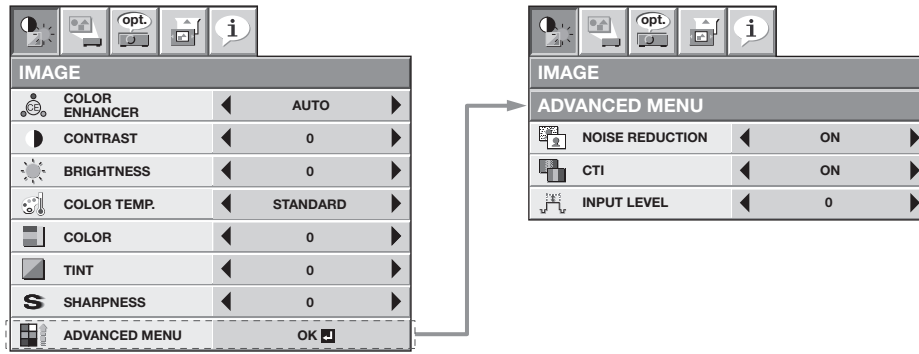 opt.
i
IMAGE
COLOR
ENHANCER
AUTO
CE
CONTRAST 0
BRIGHTNESS 0
COLOR TEMP. STANDARD
COLOR 0
TINT 0
S SHARPNESS 0
ADVANCED MENU OK
opt.
i
IMAGE
ADVANCED MENU
NOISE REDUCTION ON
CTI ON
INPUT LEVEL 0